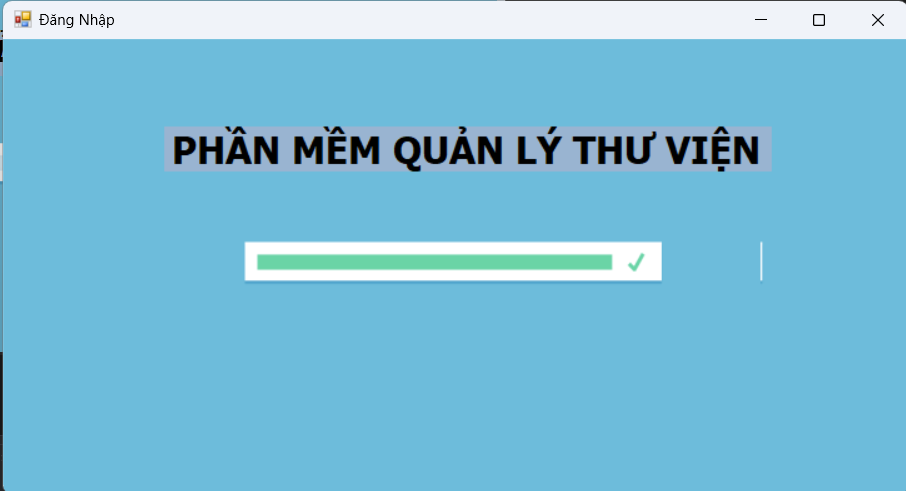 Đăng Nhập
PHẦN MỀM QUẢN LÝ THƯ VIỆN